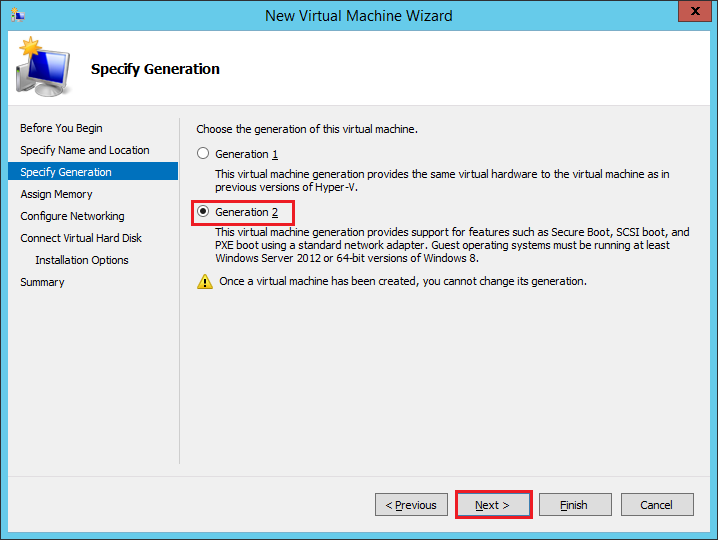 New Virtual Machine Wizard
x
Specify Generation
Before You Begin
Specify Name and Location
Specify Generation
Assign Memory
Configure Networking
Connect Virtual Hard Disk
Installation Options
Summary
Choose the generation of this virtual machine.
Generation 1
This virtual machine generation provides the same virtual hardware to the virtual machine as in
previous versions of Hyper-V.
Generation 2
This virtual machine generation provides support for features such as Secure Boot, SCSI boot, and
PXE boot using a standard network adapter. Guest operating systems must be running at least
Windows Server 2012 or 64-bit versions of Windows 8.
Once a virtual machine has been created, you cannot change its generation.
< Previous
Next >
Finish
Cancel